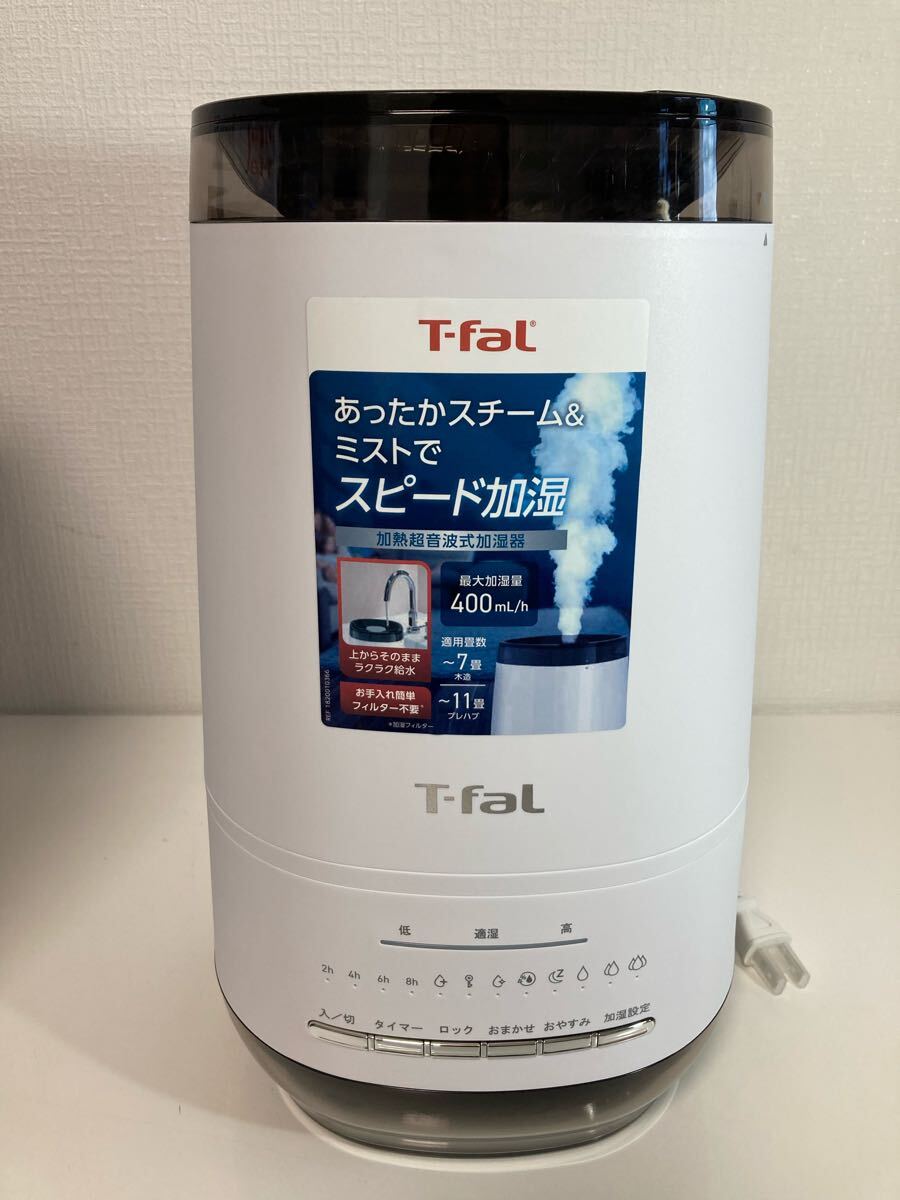 T-fal®
あったかスチーム&
ミストで
スピード加湿
加熱超音波式加湿器
最大加湿量
400mL/h
上からそのまま
ラクラク給水
適用畳数
~7畳
木造
お手入れ簡単
フィルター不要*
~11畳
プレハブ
*加湿フィルター
REF 1820010366
T-fal
低 適湿 高
2h 4h 6h 8h
入/切 タイマー ロック おまかせ おやすみ 加湿設定